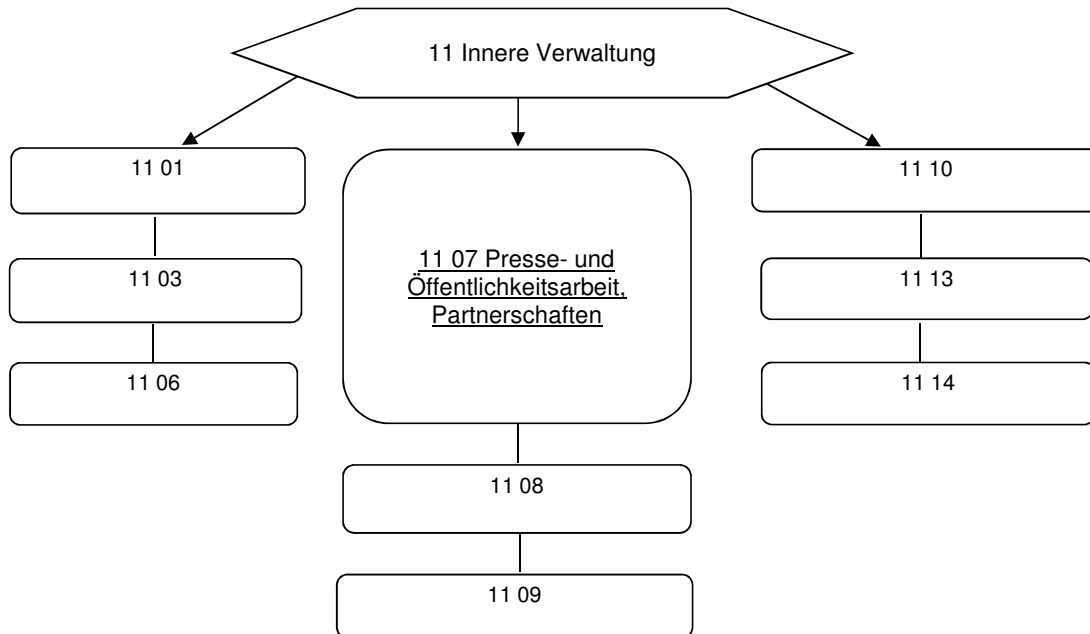 11 Innere Verwaltung
11 01
11 03
11 06
11 07 Presse- und
Öffentlichkeitsarbeit,
Partnerschaften
11 08
11 09
11 10
11 13
11 14